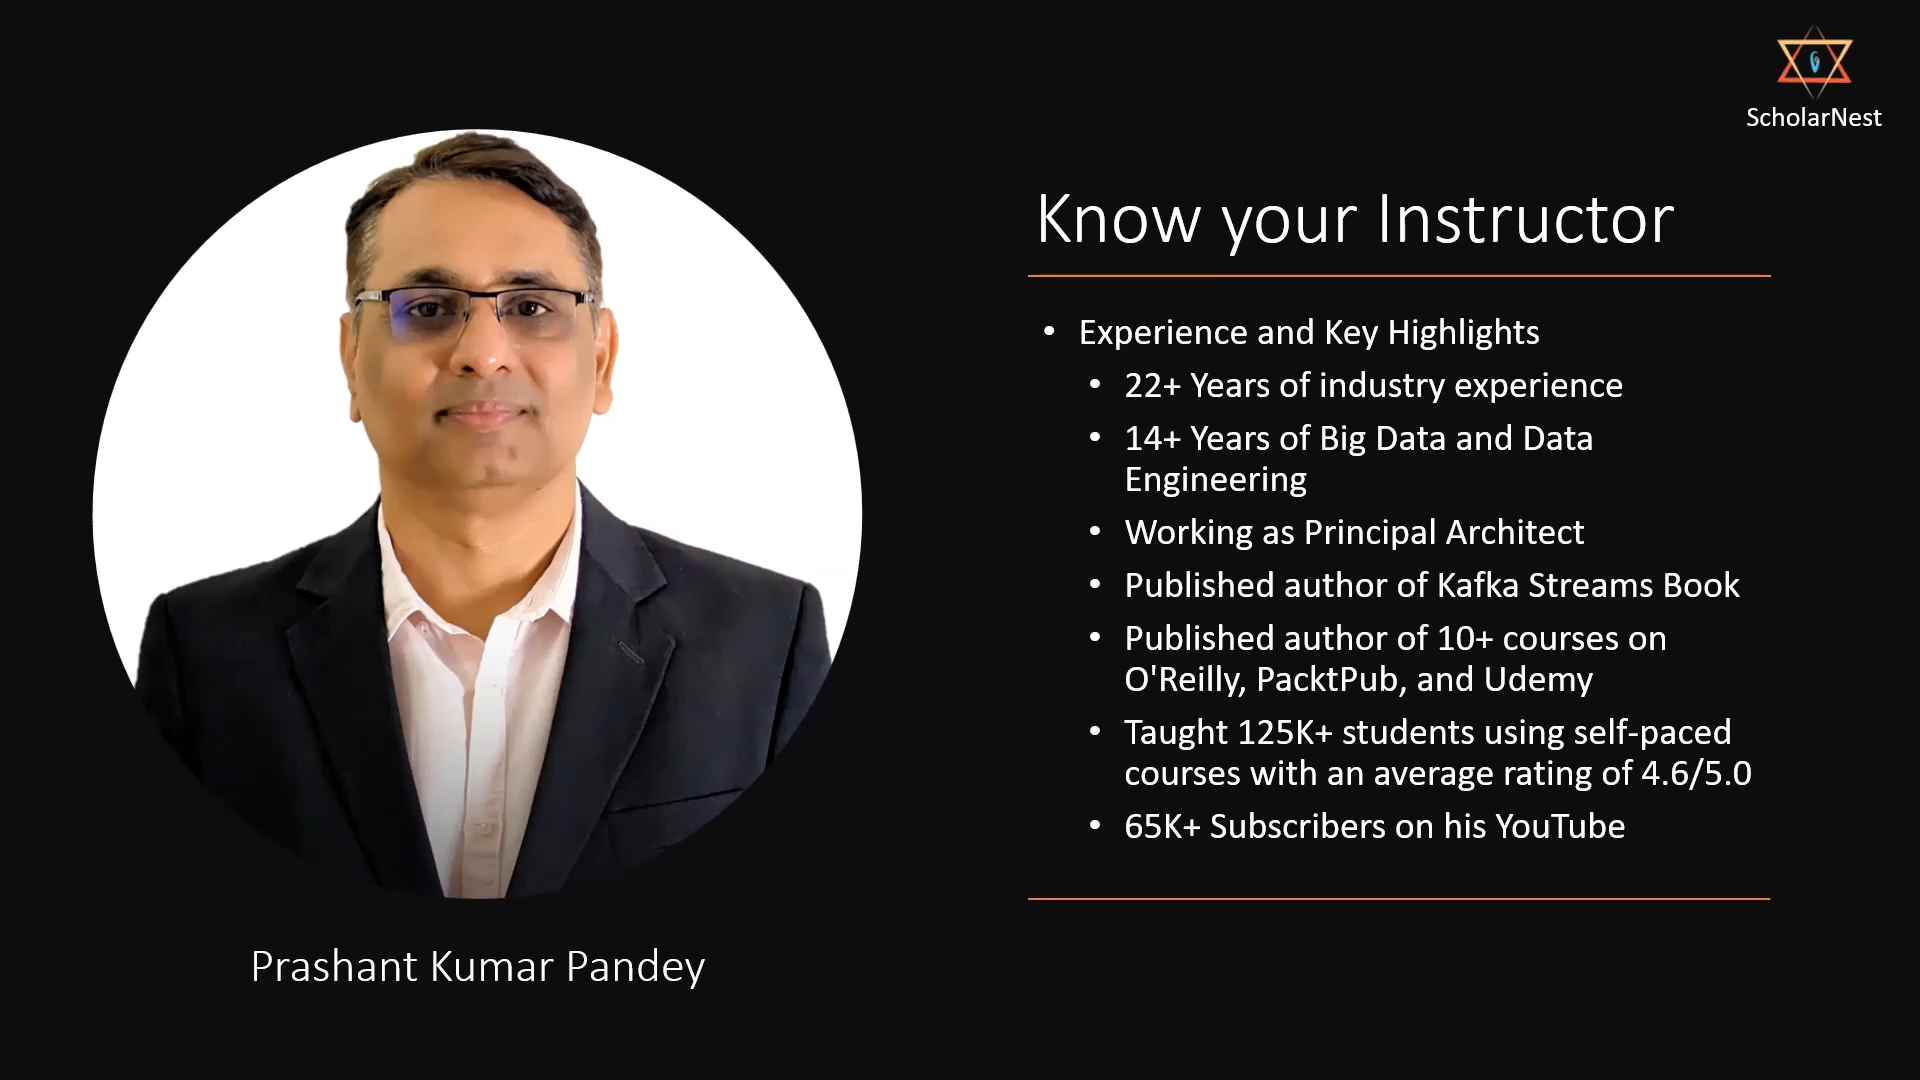 ScholarNest
Know your Instructor
• Experience and Key Highlights
• 22+ Years of industry experience
• 14+ Years of Big Data and Data
Engineering
• Working as Principal Architect
• Published author of Kafka Streams Book
• Published author of 10+ courses on
O'Reilly, PacktPub, and Udemy
• Taught 125K+ students using self-paced
courses with an average rating of 4.6/5.0
• 65K+ Subscribers on his YouTube
Prashant Kumar Pandey